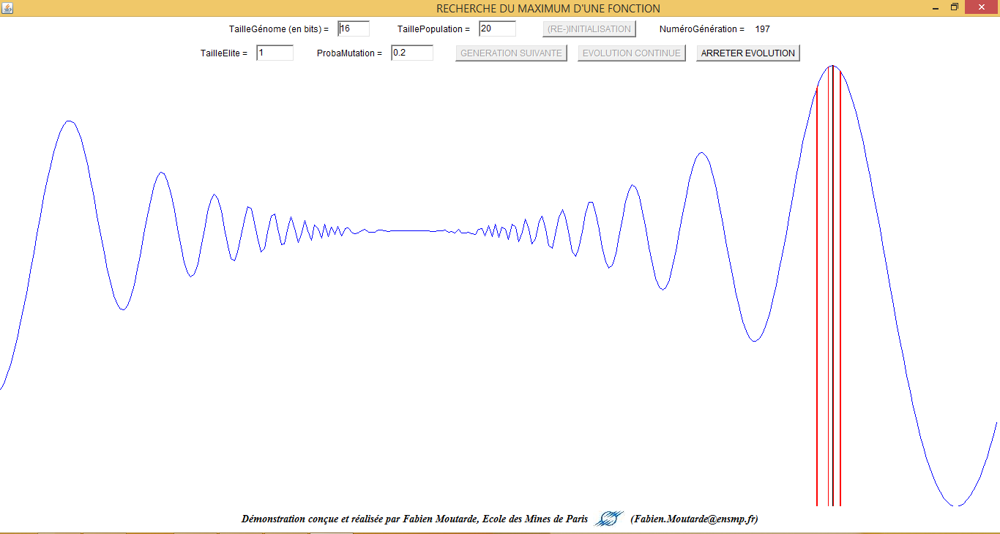 RECHERCHE DU MAXIMUM D'UNE FONCTION
TailleGénome (en bits) = 16 TaillePopulation = 20 (RE-)INITIALISATION NuméroGénération = 197
TailleElite = 1 ProbaMutation = 0.2 GENERATION SUIVANTE EVOLUTION CONTINUE ARRETER EVOLUTION
Démonstration conçue et réalisée par Fabien Moutarde, Ecole des Mines de Paris (Fabien.Moutarde@ensmp.fr)